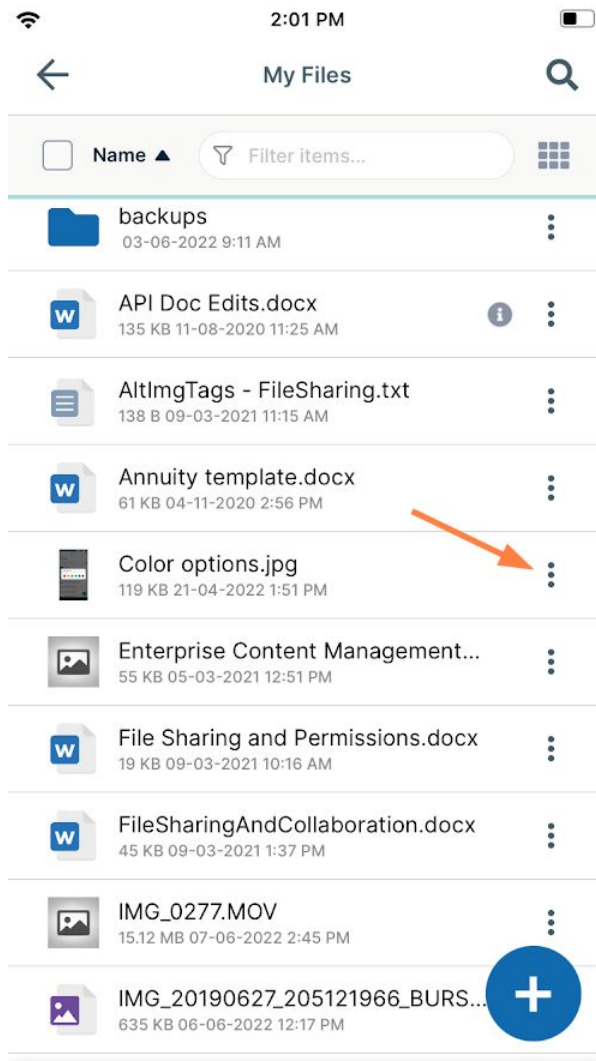 2:01 PM
My Files
Name ▲ Filter items...
backups
03-06-2022 9:11 AM
W
API Doc Edits.docx
135 KB 11-08-2020 11:25 AM
i
AltImgTags - FileSharing.txt
138 B 09-03-2021 11:15 AM
W
Annuity template.docx
61 KB 04-11-2020 2:56 PM
Color options.jpg
119 KB 21-04-2022 1:51 PM
Enterprise Content Management...
55 KB 05-03-2021 12:51 PM
W
File Sharing and Permissions.docx
19 KB 09-03-2021 10:16 AM
W
FileSharingAndCollaboration.docx
45 KB 09-03-2021 1:37 PM
IMG_0277.MOV
15.12 MB 07-06-2022 2:45 PM
IMG_20190627_205121966_BURS...
635 KB 06-06-2022 12:17 PM
+